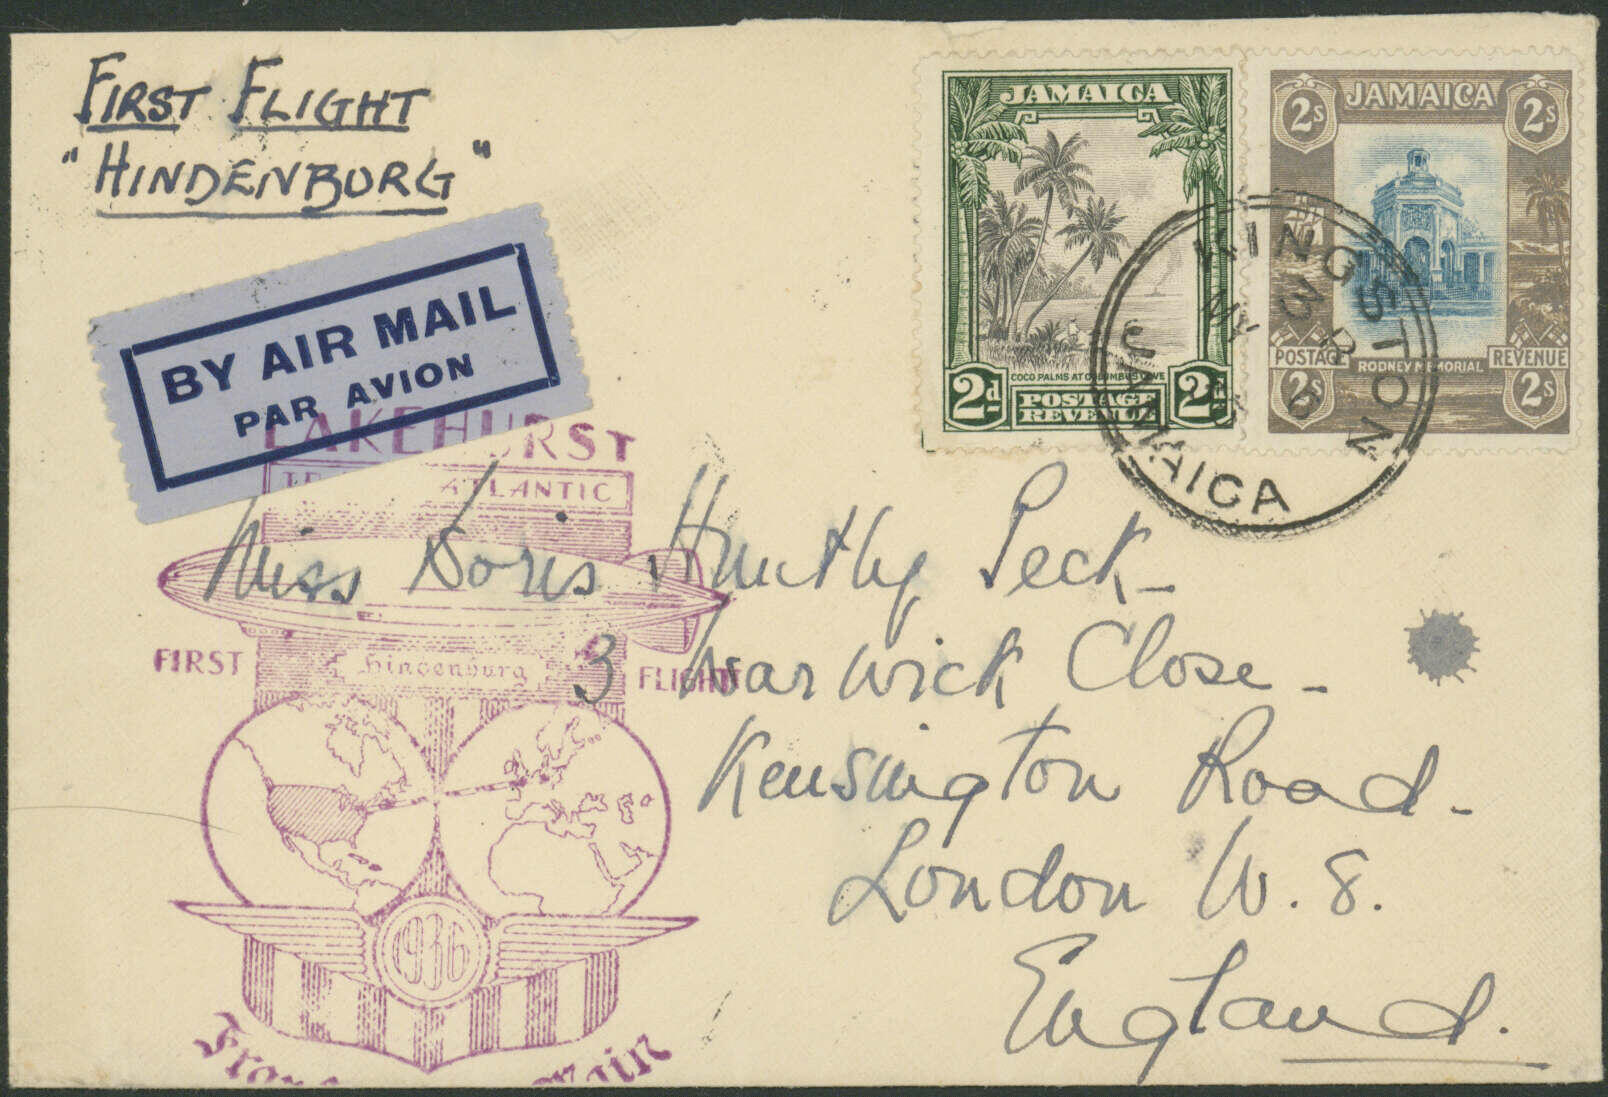 FIRST FLIGHT
"HINDENBURG"
BY AIR MAIL
PAR AVION
JAMAICA
COCO PALMS AT COLUMBUS COVE
2d POSTAGE 2d
REVENUE
2s JAMAICA 2s
POSTAGE RODNEY MEMORIAL REVENUE
2s 2s
KINGSTON
MY
JAMAICA
LAKEHURST
ATLANTIC
FIRST Hindenburg FLIGHT
1936
Miss Doris Huntly Peck-
3 Warwick Close-
Kensington Road-
London W.8.
England.